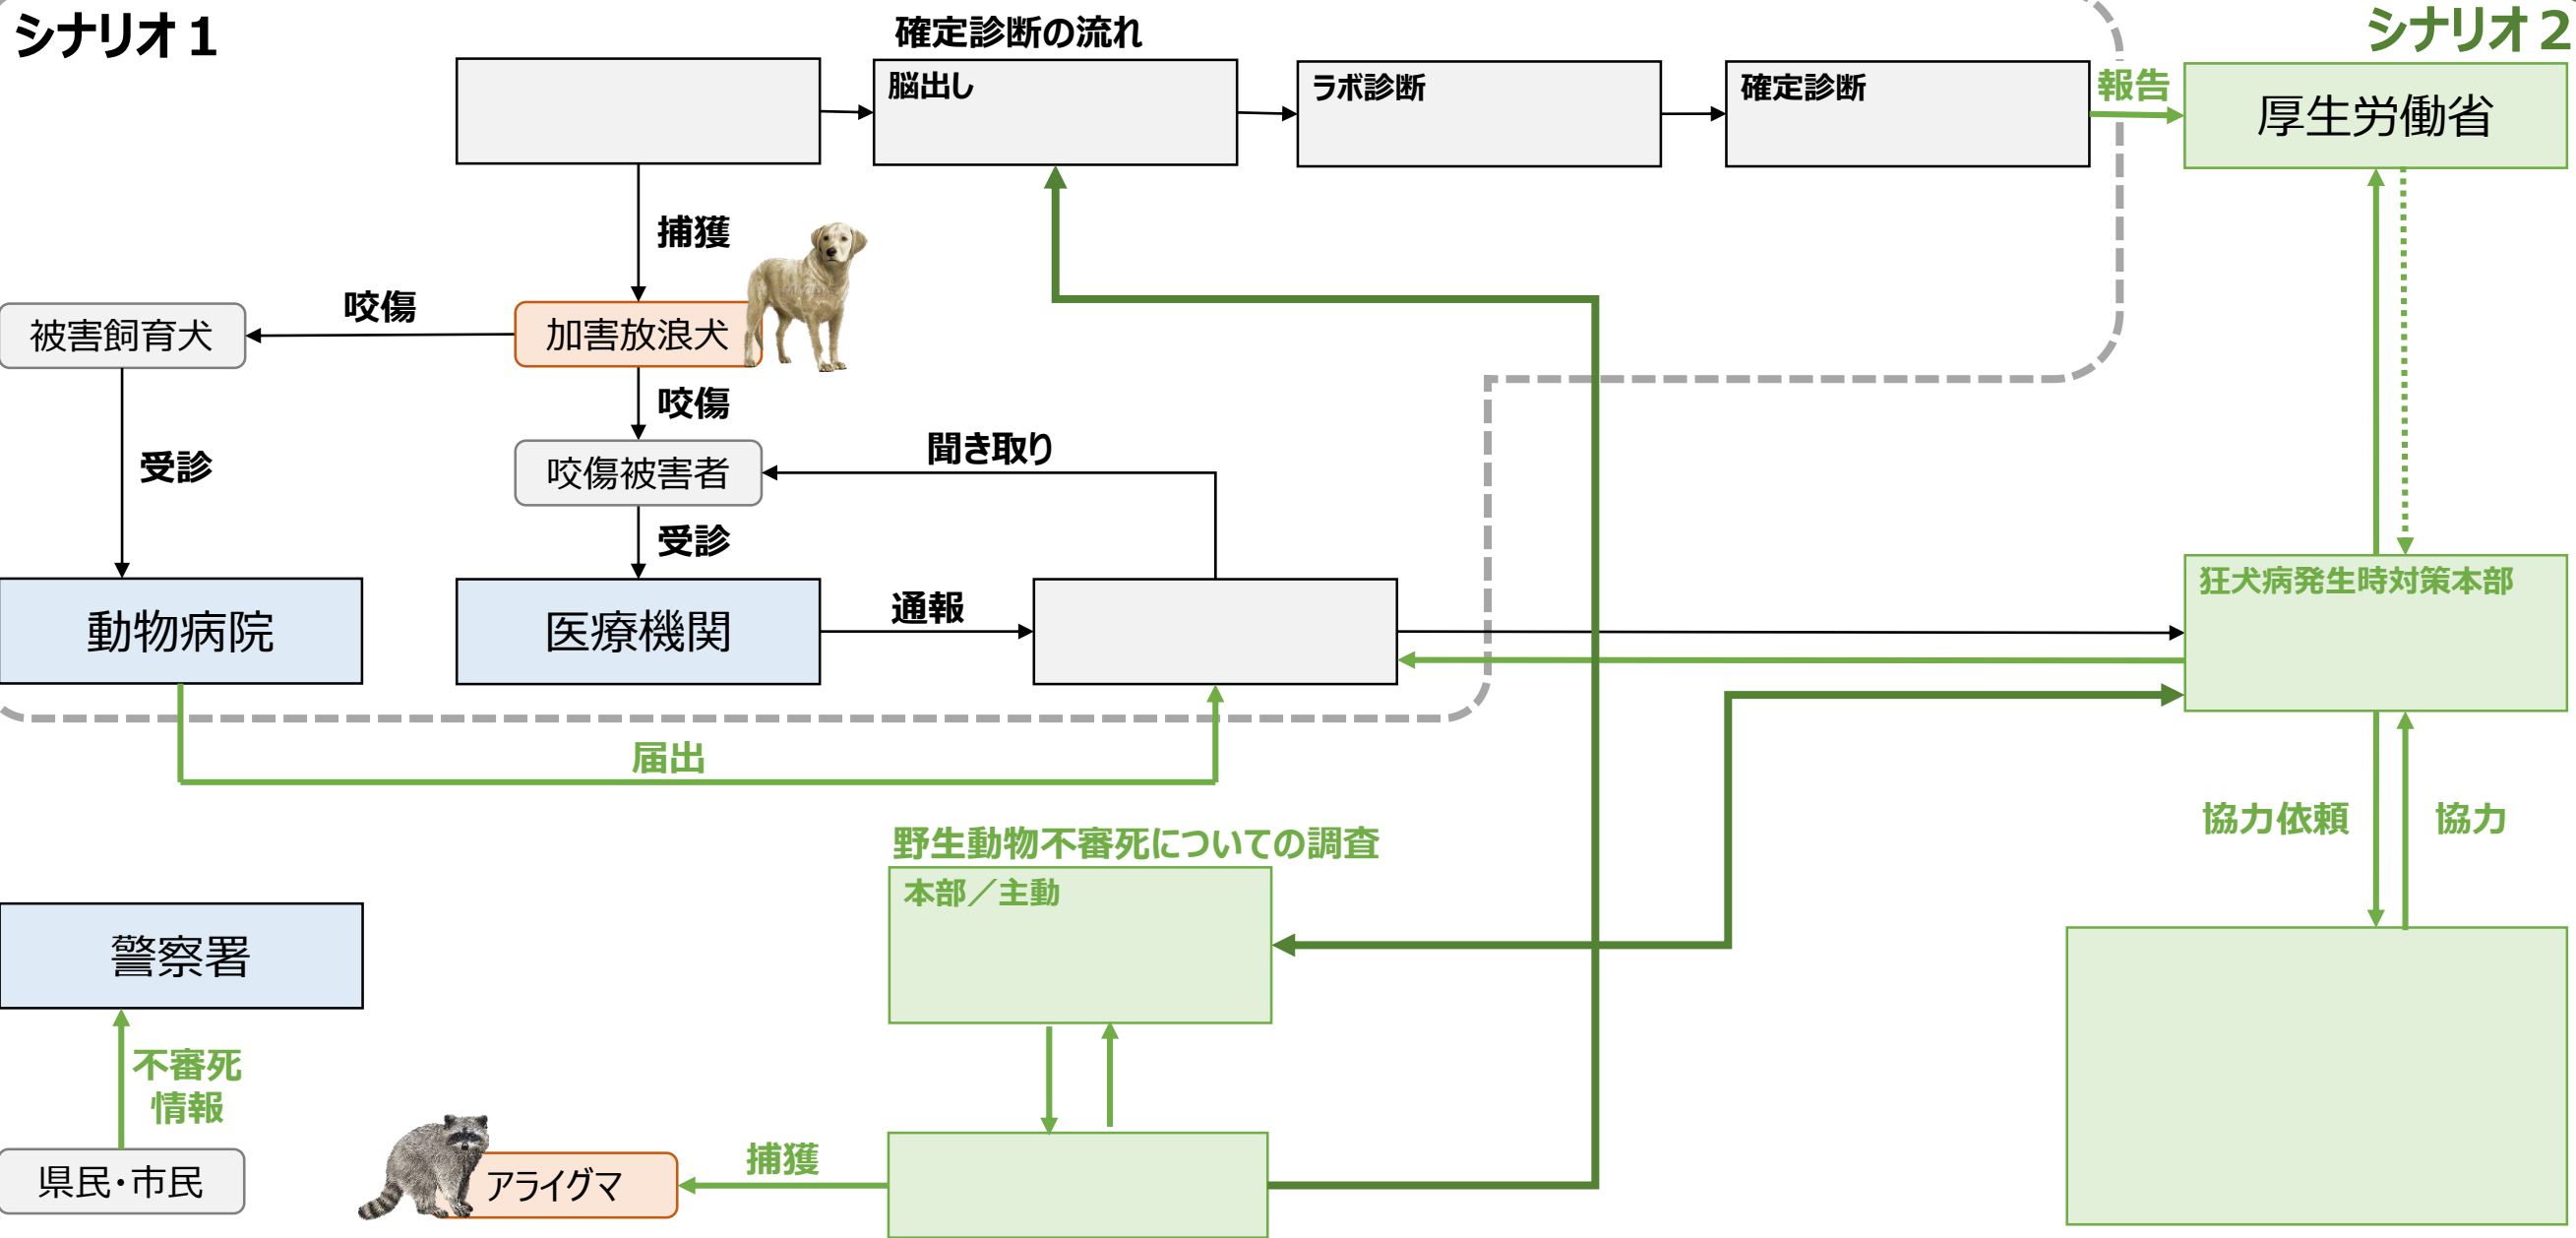 シナリオ１
シナリオ２
確定診断の流れ
脳出し
ラボ診断
確定診断
報告
厚生労働省
捕獲
咬傷
被害飼育犬
加害放浪犬
咬傷
聞き取り
受診
咬傷被害者
受診
狂犬病発生時対策本部
動物病院
医療機関
通報
届出
協力依頼
協力
野生動物不審死についての調査
本部／主動
警察署
不審死
情報
捕獲
県民・市民
アライグマ